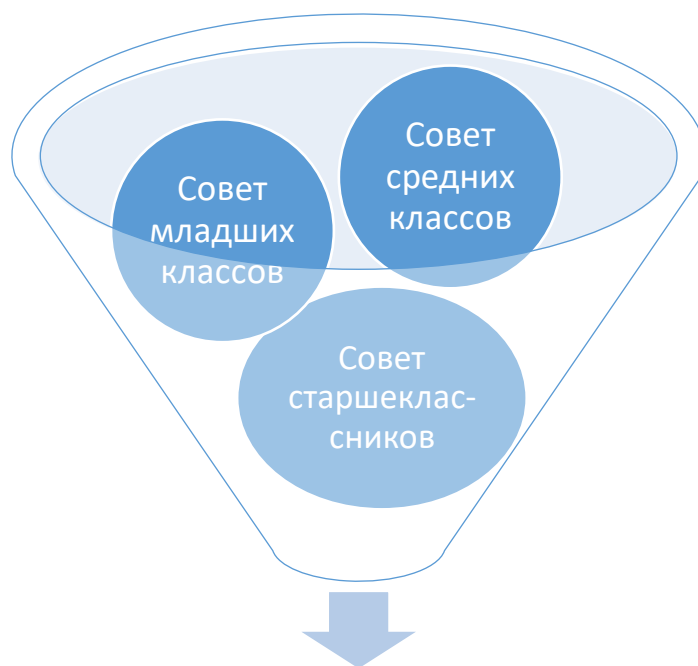 Совет
младших
классов
Совет
средних
классов
Совет
старшеклас-
сников